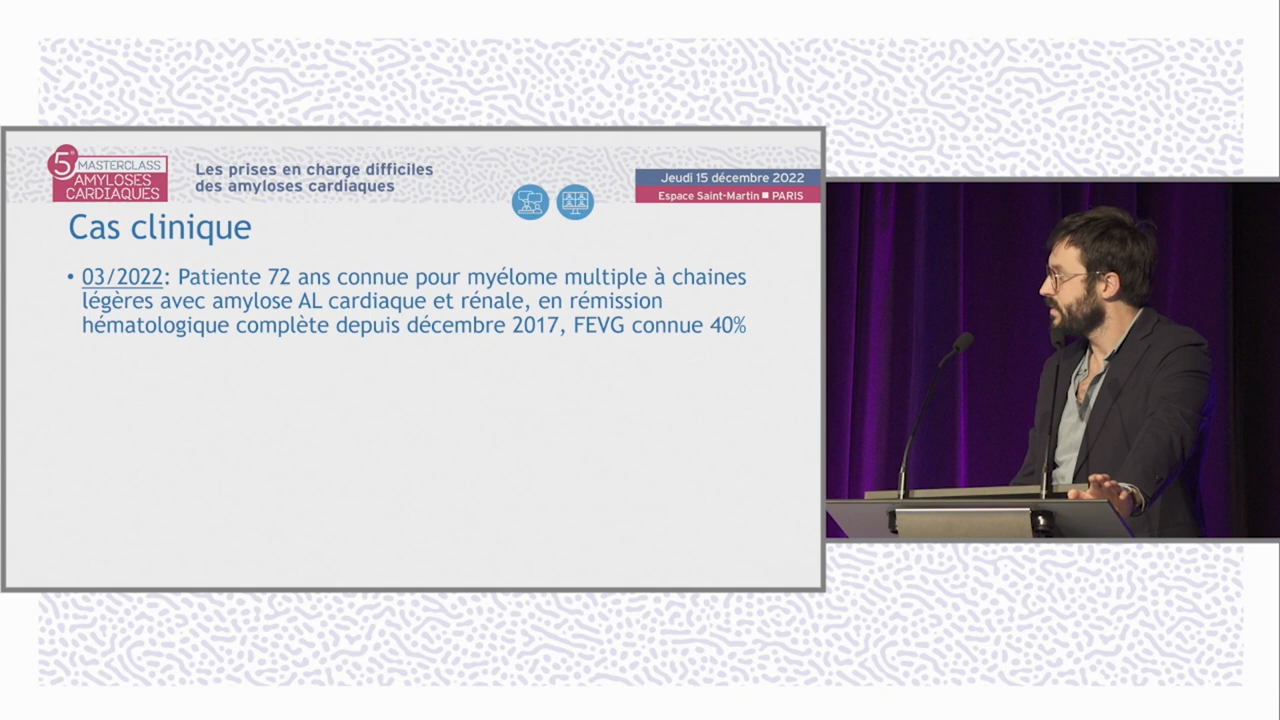 5e
MASTERCLASS
AMYLOSES
CARDIAQUES
Les prises en charge difficiles
des amyloses cardiaques
Jeudi 15 décembre 2022
Espace Saint-Martin ■ PARIS
Cas clinique
• 03/2022: Patiente 72 ans connue pour myélome multiple à chaines
légères avec amylose AL cardiaque et rénale, en rémission
hématologique complète depuis décembre 2017, FEVG connue 40%